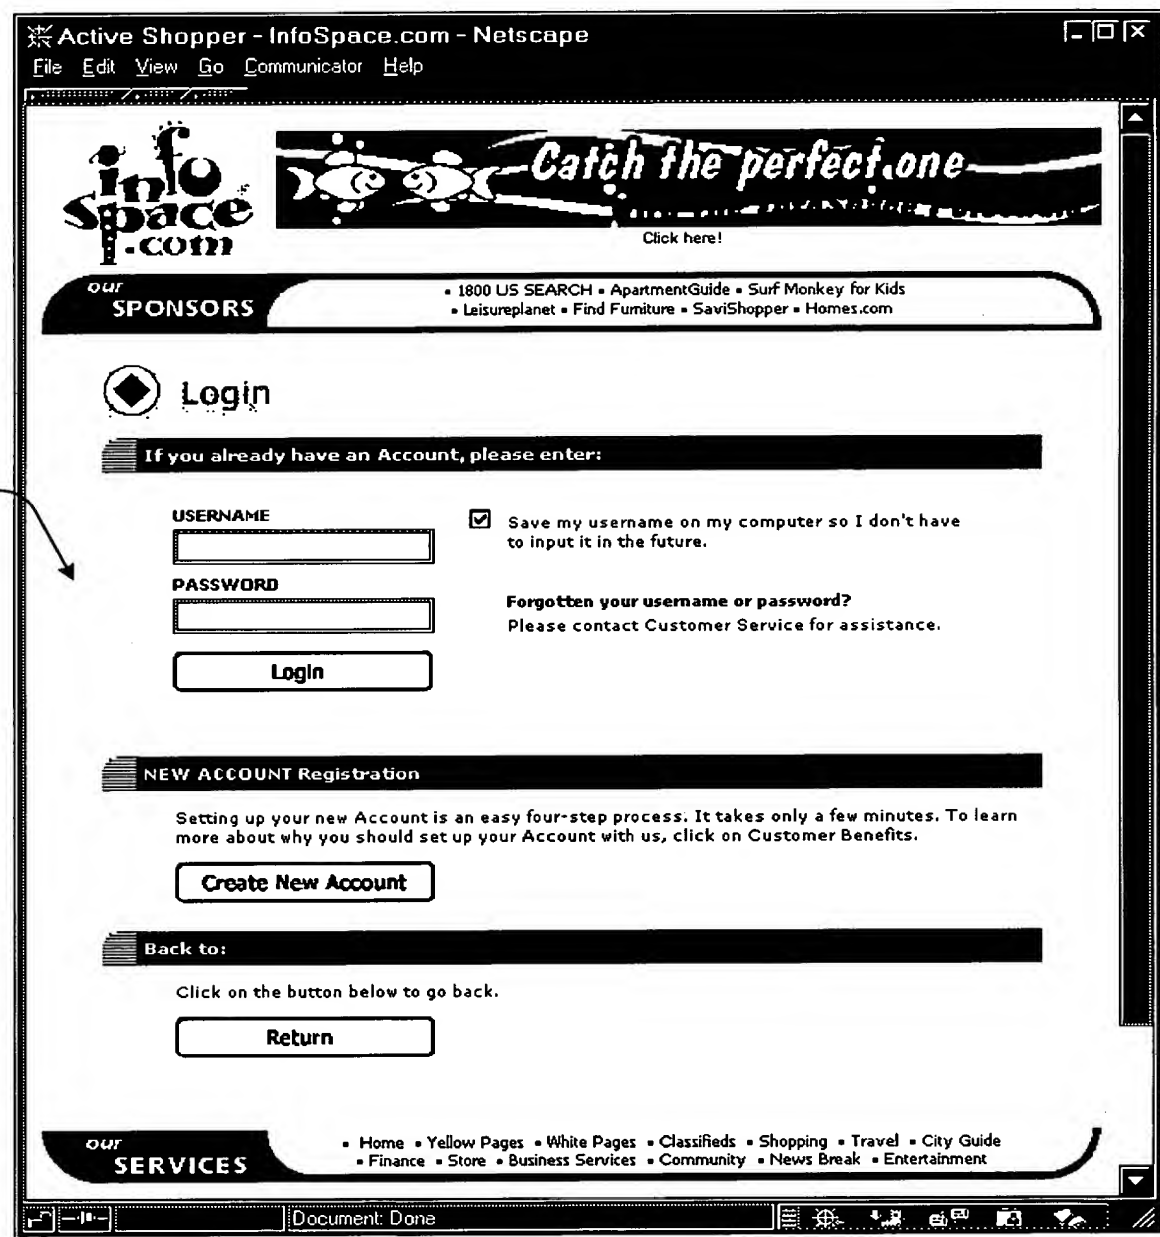 Active Shopper - InfoSpace.com - Netscape
File Edit View Go Communicator Help
info
Space
.com
Catch the perfect one
Click here!
our
SPONSORS
▪ 1800 US SEARCH ▪ ApartmentGuide ▪ Surf Monkey for Kids
▪ Leisureplanet ▪ Find Furniture ▪ SaviShopper ▪ Homes.com
Login
If you already have an Account, please enter:
USERNAME
Save my username on my computer so I don't have
to input it in the future.
PASSWORD
Forgotten your username or password?
Please contact Customer Service for assistance.
Login
NEW ACCOUNT Registration
Setting up your new Account is an easy four-step process. It takes only a few minutes. To learn
more about why you should set up your Account with us, click on Customer Benefits.
Create New Account
Back to:
Click on the button below to go back.
Return
our
SERVICES
▪ Home ▪ Yellow Pages ▪ White Pages ▪ Classifieds ▪ Shopping ▪ Travel ▪ City Guide
▪ Finance ▪ Store ▪ Business Services ▪ Community ▪ News Break ▪ Entertainment
Document: Done